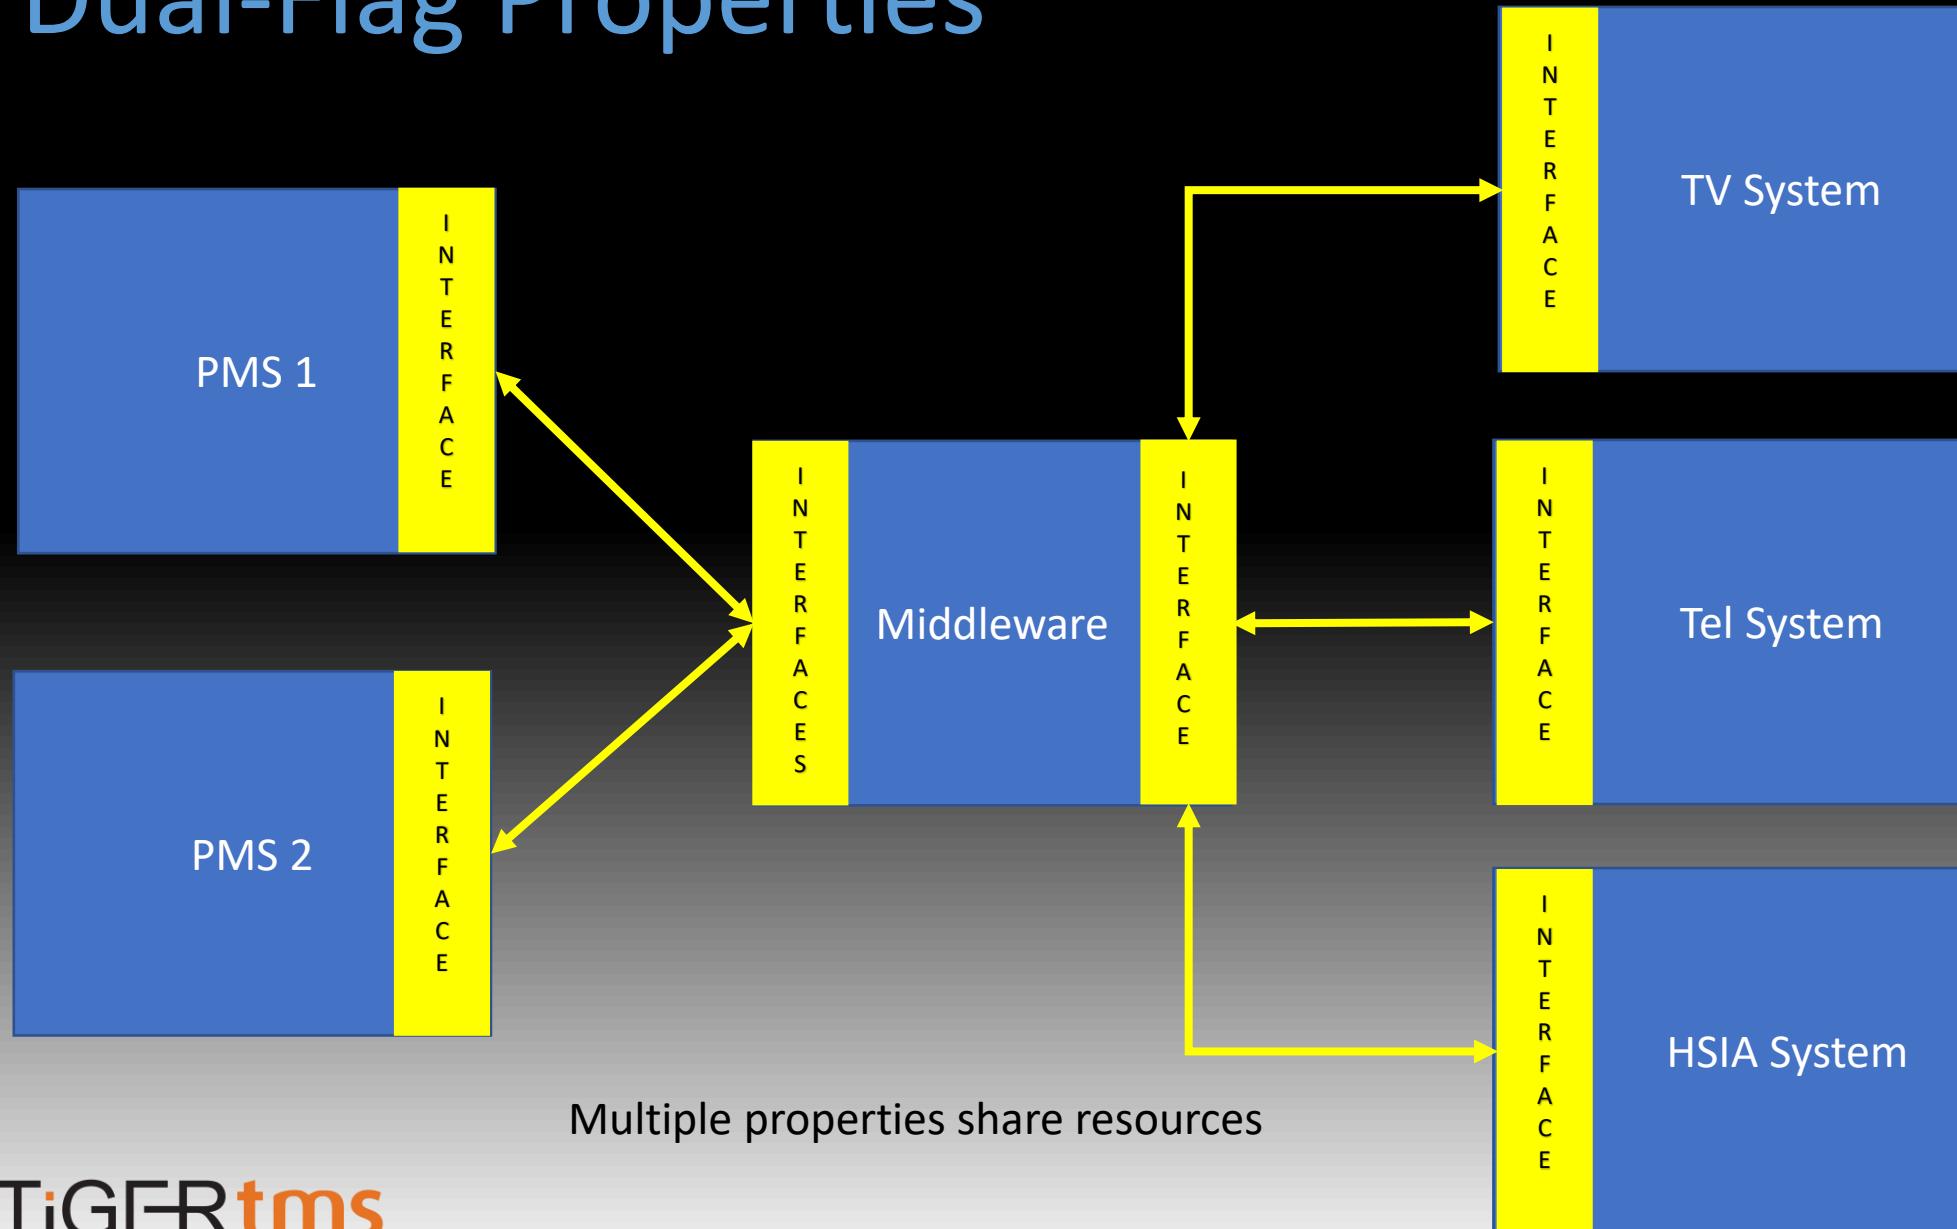 Dual-Flag Properties
INTERFACE
TV System
INTERFACE
PMS 1
INTERFACES
Middleware
INTERFACE
INTERFACE
Tel System
INTERFACE
PMS 2
INTERFACE
HSIA System
Multiple properties share resources
TiGERtms